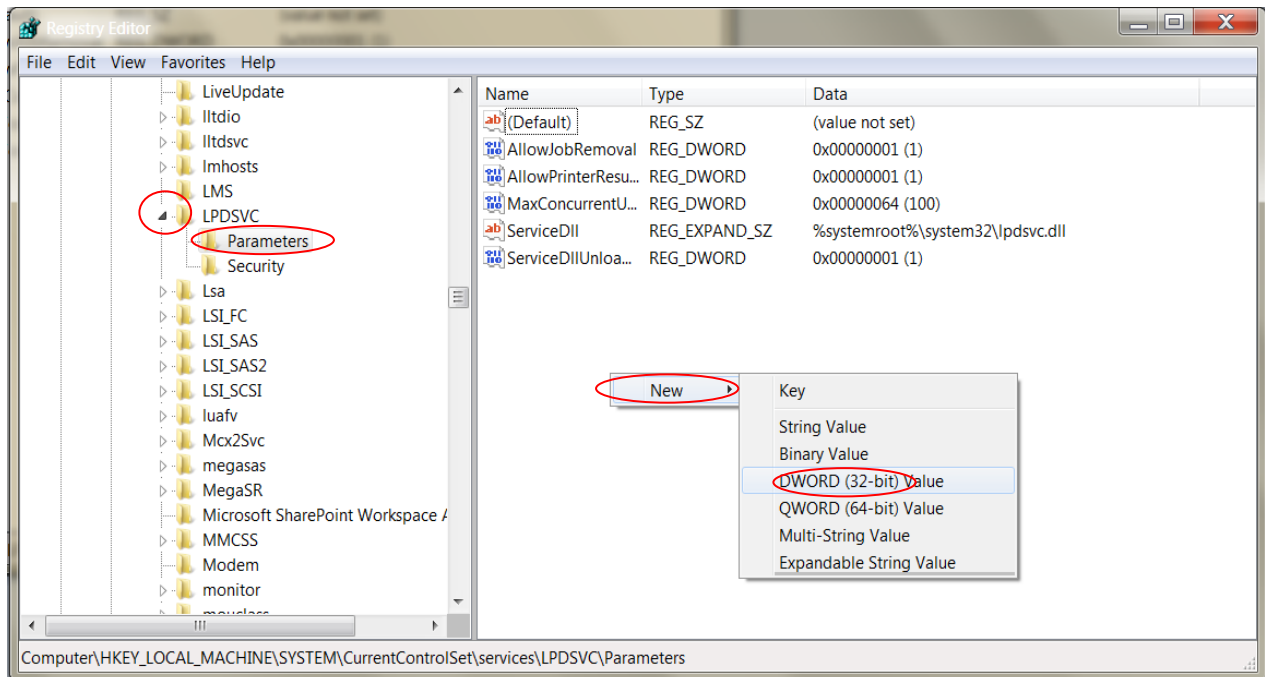 Registry Editor
File Edit View Favorites Help
LiveUpdate
lltdio
lltdsvc
lmhosts
LMS
LPDSVC
Parameters
Security
Lsa
LSI_FC
LSI_SAS
LSI_SAS2
LSI_SCSI
luafv
Mcx2Svc
megasas
MegaSR
Microsoft SharePoint Workspace A
MMCSS
Modem
monitor
mouclass
Name Type Data
(Default) REG_SZ (value not set)
AllowJobRemoval REG_DWORD 0x00000001 (1)
AllowPrinterResu... REG_DWORD 0x00000001 (1)
MaxConcurrentU... REG_DWORD 0x00000064 (100)
ServiceDll REG_EXPAND_SZ %systemroot%\system32\lpdsvc.dll
ServiceDllUnloa... REG_DWORD 0x00000001 (1)
New
Key
String Value
Binary Value
DWORD (32-bit) Value
QWORD (64-bit) Value
Multi-String Value
Expandable String Value
Computer\HKEY_LOCAL_MACHINE\SYSTEM\CurrentControlSet\services\LPDSVC\Parameters